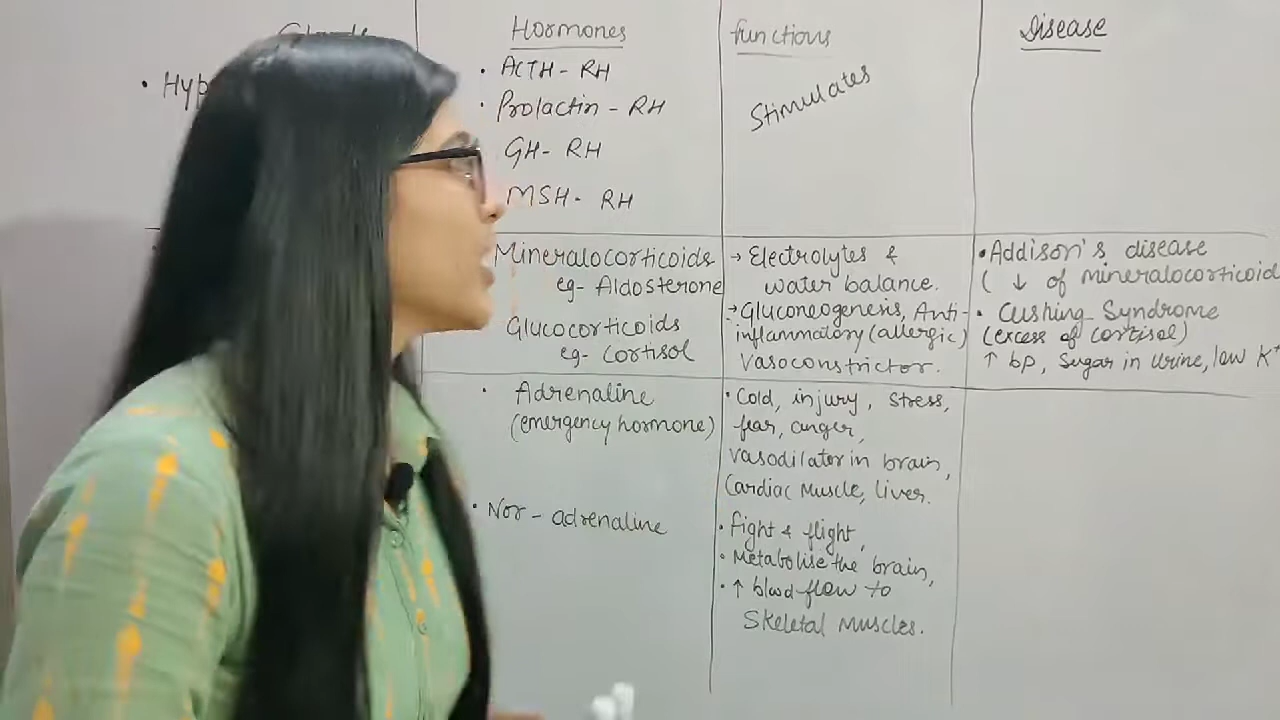 Hormones
functions
Disease
• Hyp
• ACTH - RH
• Prolactin - RH
GH - RH
MSH - RH
Stimulates
Mineralocorticoids
eg- Aldosterone
Glucocorticoids
eg- Cortisol
→ Electrolytes &
water balance.
→ Gluconeogenesis, Anti-
inflammatory (allergic)
Vasoconstrictor.
• Addison's disease
( ↓ of mineralocorticoid
• Cushing Syndrome
(excess of cortisol)
↑ bp, Sugar in urine, low K+
• Adrenaline
(emergency hormone)
• Nor - adrenaline
• Cold, injury, stress,
fear, anger,
vasodilator in brain,
Cardiac Muscle, liver.
• fight & flight,
• Metabolise the brain,
• ↑ blood flow to
Skeletal Muscles.